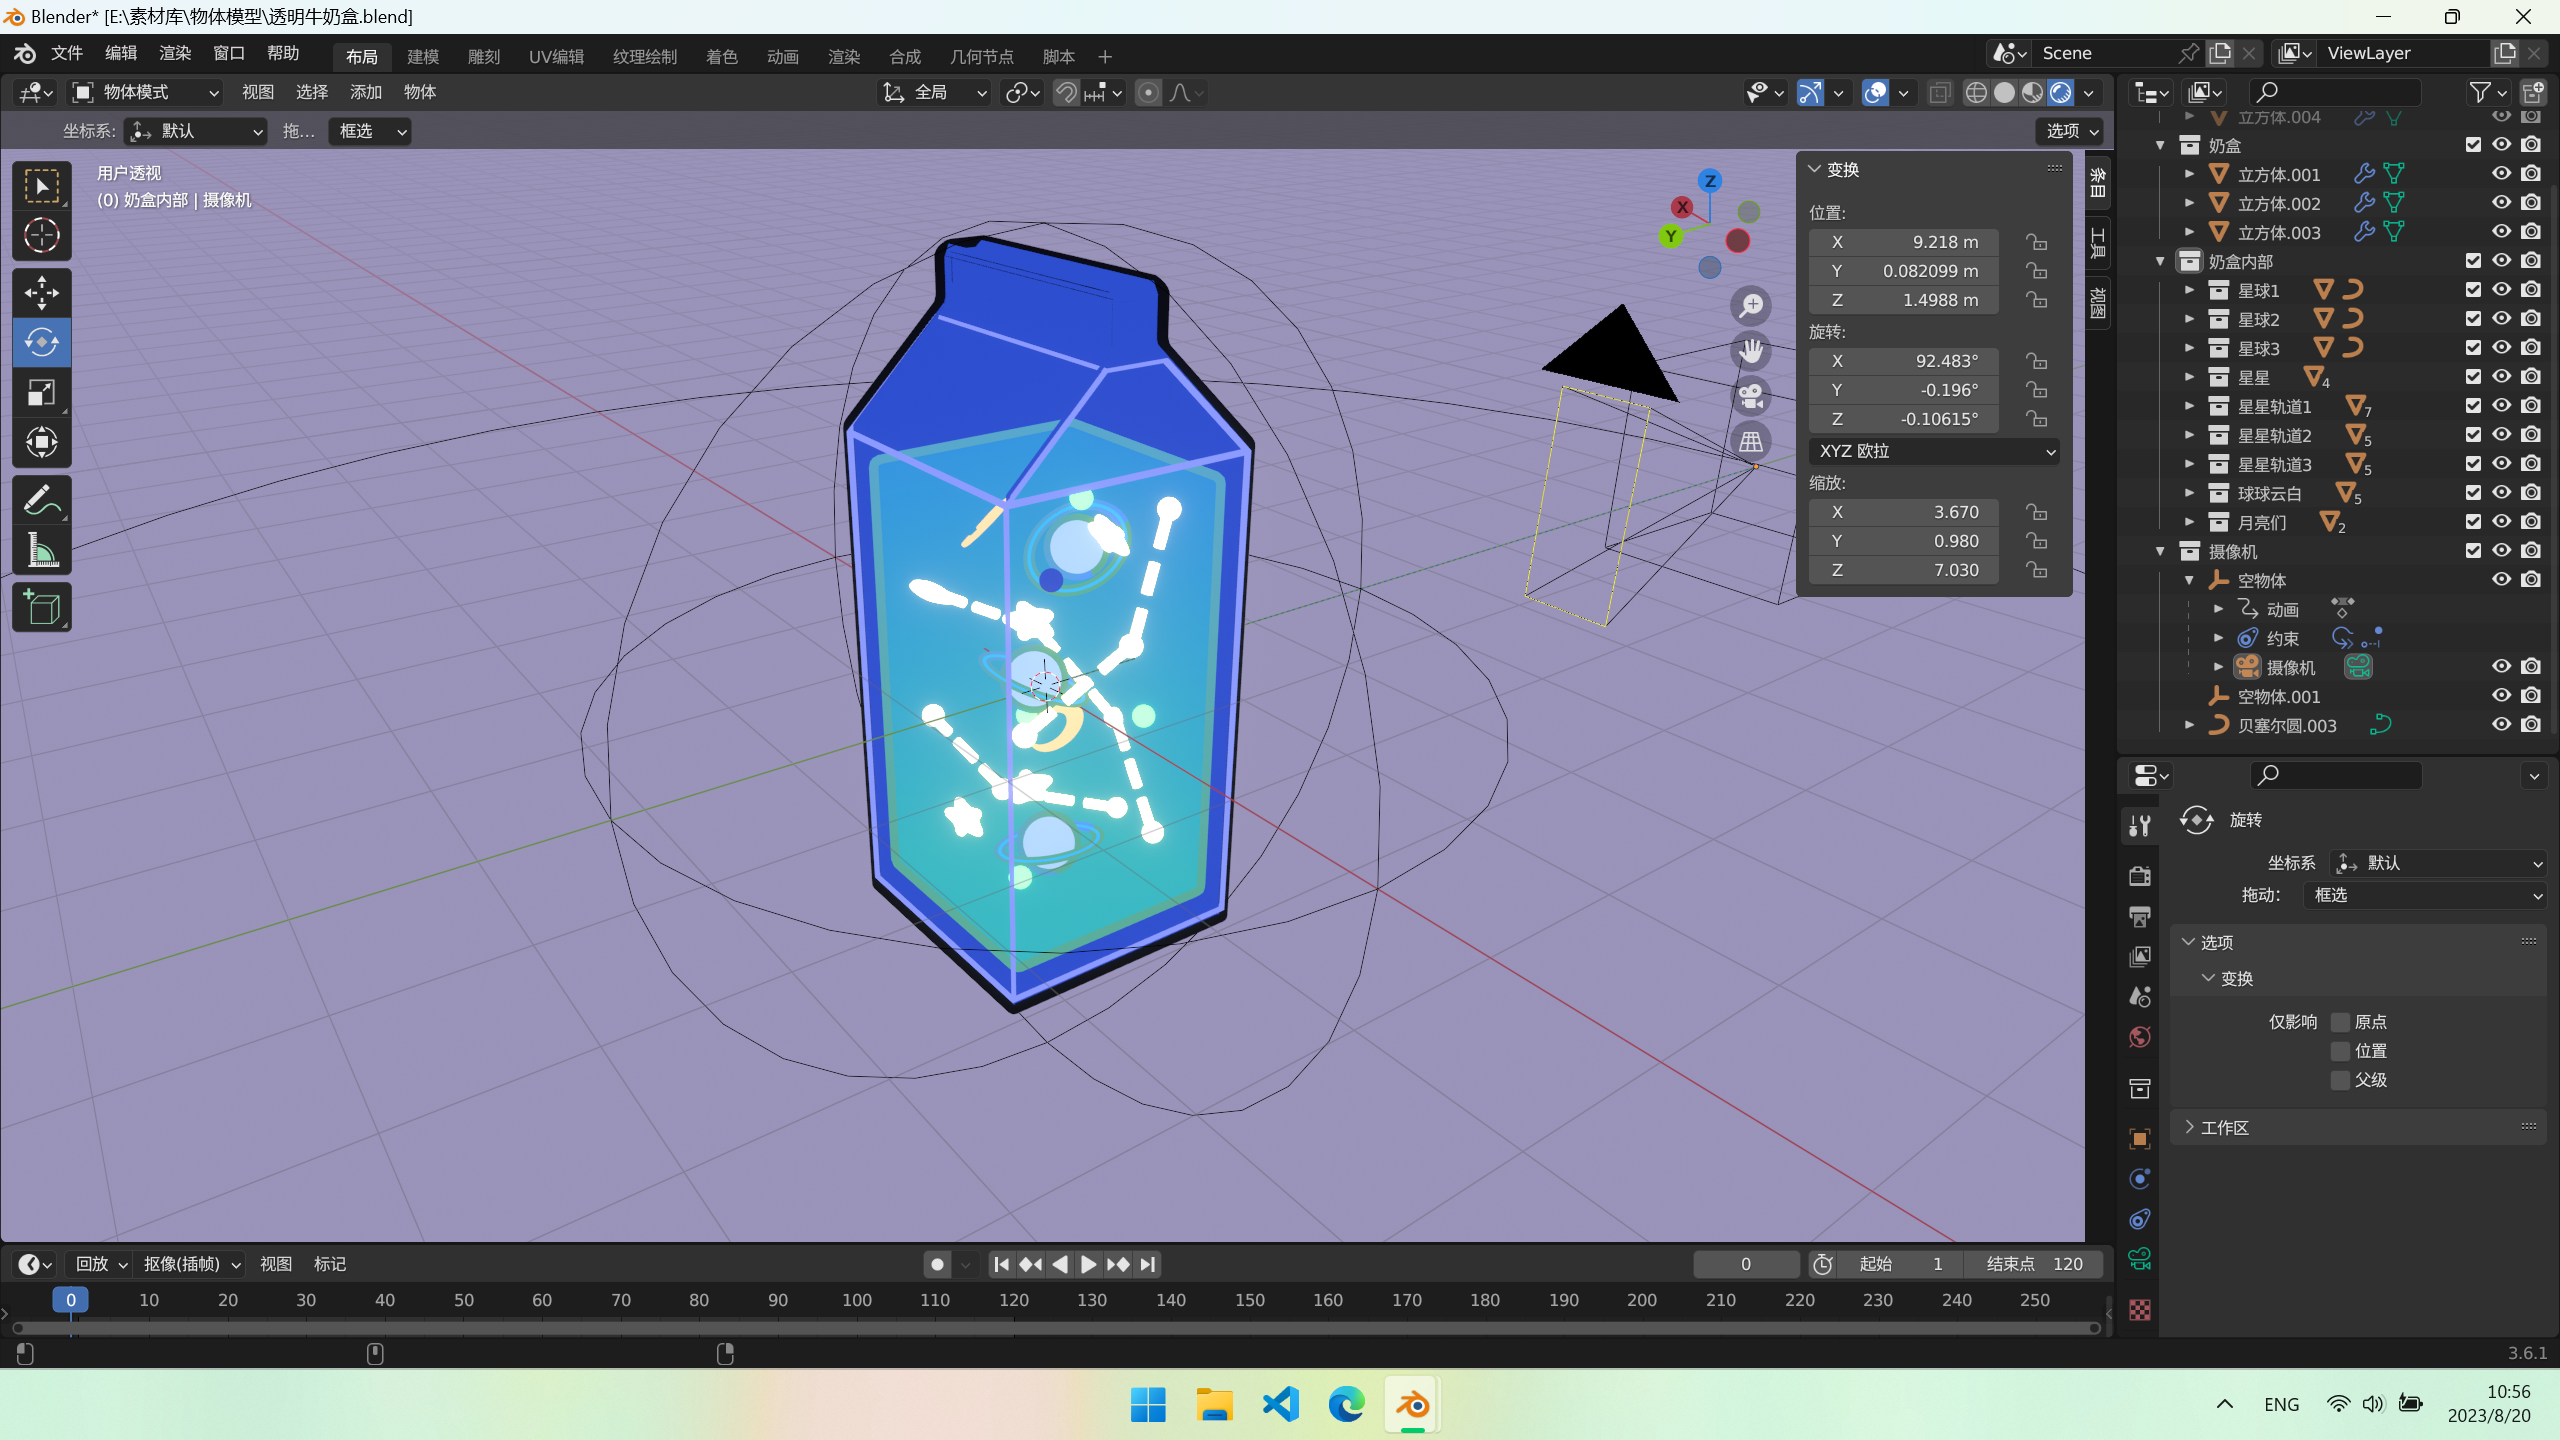 Blender* [E:\素材库\物体模型\透明牛奶盒.blend]
文件 编辑 渲染 窗口 帮助 布局 建模 雕刻 UV编辑 纹理绘制 着色 动画 渲染 合成 几何节点 脚本 Scene ViewLayer
物体模式 视图 选择 添加 物体 全局
坐标系: 默认 拖... 框选 选项
用户透视
(0) 奶盒内部 | 摄像机
Z
X
Y
变换
位置:
X 9.218 m
Y 0.082099 m
Z 1.4988 m
旋转:
X 92.483°
Y -0.196°
Z -0.10615°
XYZ 欧拉
缩放:
X 3.670
Y 0.980
Z 7.030
条目
工具
视图
立方体.004
奶盒
立方体.001
立方体.002
立方体.003
奶盒内部
星球1
星球2
星球3
星星 4
星星轨道1 7
星星轨道2 5
星星轨道3 5
球球云白 5
月亮们 2
摄像机
空物体
动画
约束
摄像机
空物体.001
贝塞尔圆.003
旋转
坐标系 默认
拖动: 框选
选项
变换
仅影响 原点
位置
父级
工作区
回放 抠像(插帧) 视图 标记 0 起始 1 结束点 120
0 10 20 30 40 50 60 70 80 90 100 110 120 130 140 150 160 170 180 190 200 210 220 230 240 250
3.6.1
ENG
10:56
2023/8/20